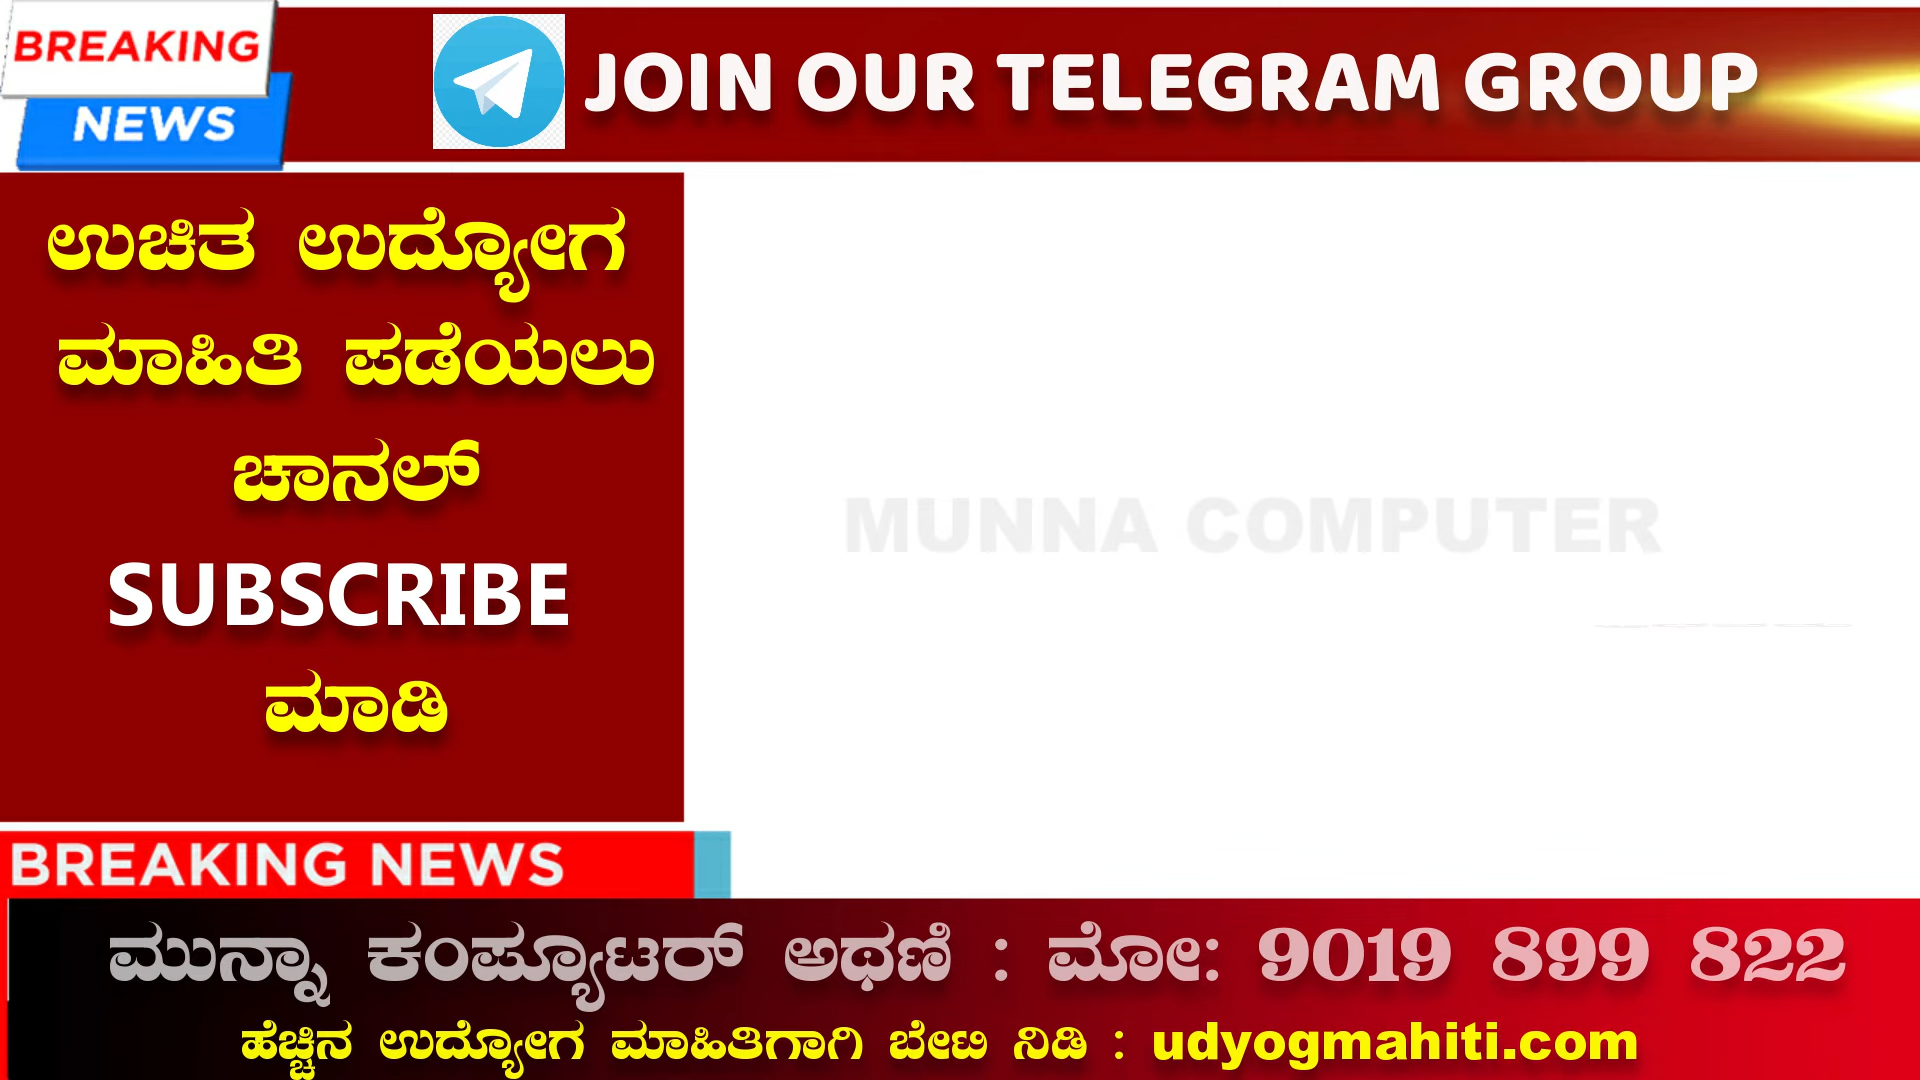 BREAKING
NEWS
JOIN OUR TELEGRAM GROUP
ಉಚಿತ ಉದ್ಯೋಗ
ಮಾಹಿತಿ ಪಡೆಯಲು
ಚಾನಲ್
SUBSCRIBE
ಮಾಡಿ
MUNNA COMPUTER
BREAKING NEWS
ಮುನ್ನಾ ಕಂಪ್ಯೂಟರ್ ಅಥಣಿ : ಮೋ: 9019 899 822
ಹೆಚ್ಚಿನ ಉದ್ಯೋಗ ಮಾಹಿತಿಗಾಗಿ ಬೇಟಿ ನಿಡಿ : udyogmahiti.com